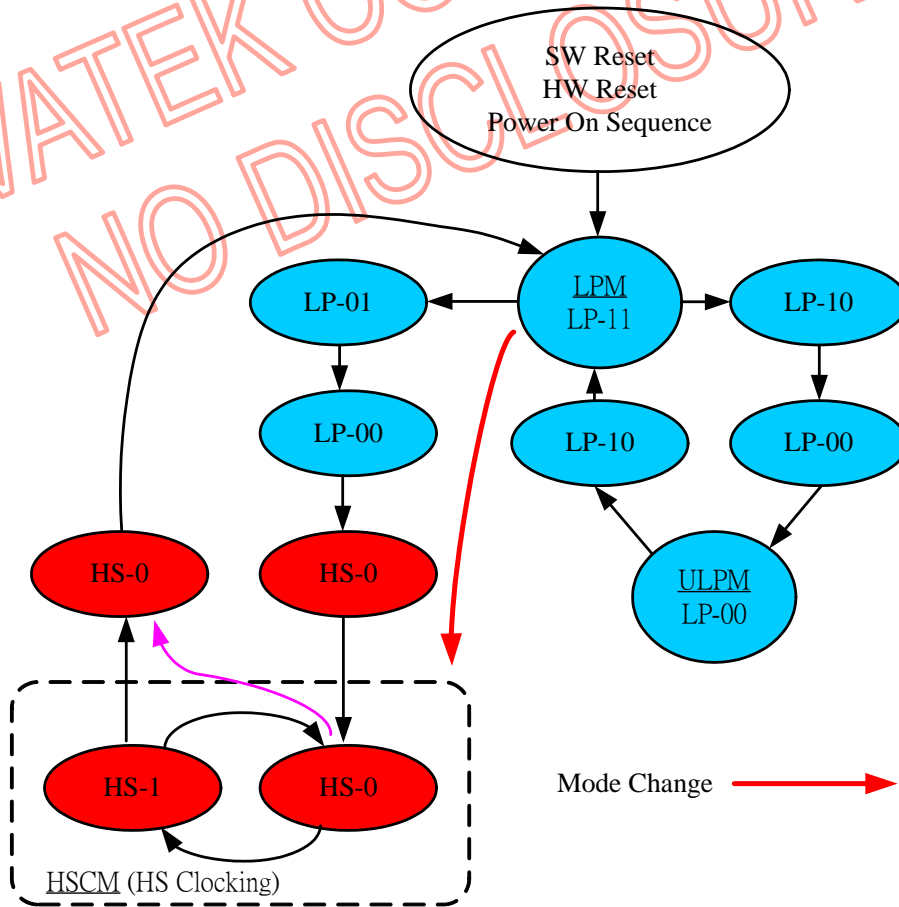 SW Reset
HW Reset
Power On Sequence
NO DISCLOSUR
LPM
LP-11
LP-01
LP-10
LP-00
LP-10
LP-00
HS-0
HS-0
ULPM
LP-00
HS-1
HS-0
Mode Change
HSCM (HS Clocking)